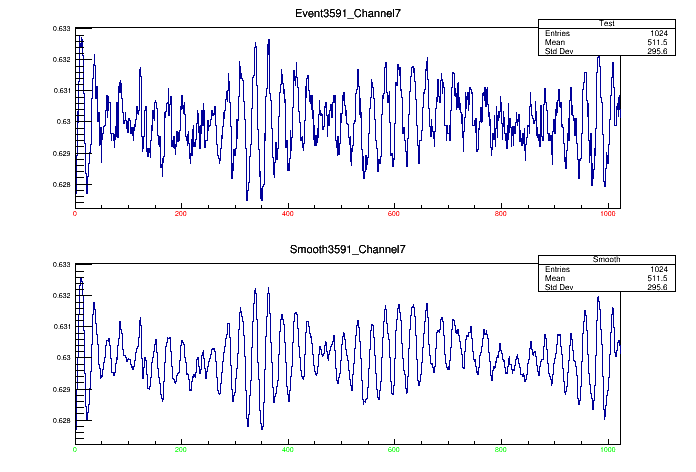 Event3591_Channel7
Test
Entries 1024
Mean 511.5
Std Dev 295.6
0.633
0.632
0.631
0.63
0.629
0.628
0 200 400 600 800 1000
Smooth3591_Channel7
Smooth
Entries 1024
Mean 511.5
Std Dev 295.6
0.633
0.632
0.631
0.63
0.629
0.628
0 200 400 600 800 1000